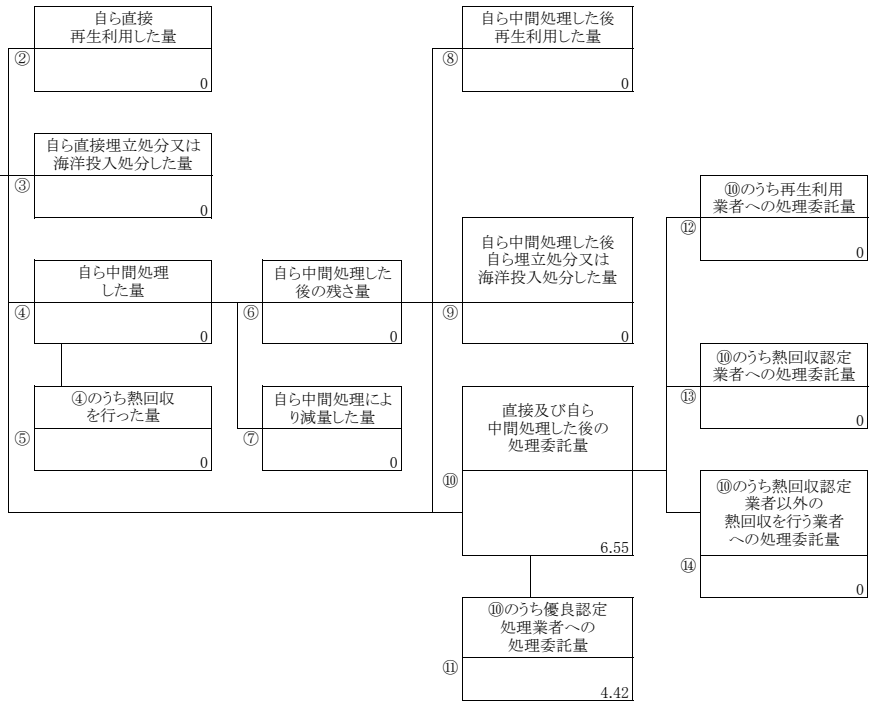 自ら直接
再生利用した量
②
0
自ら中間処理した後
再生利用した量
⑧
0
自ら直接埋立処分又は
海洋投入処分した量
③
0
⑩のうち再生利用
業者への処理委託量
⑫
0
自ら中間処理
した量
④
0
自ら中間処理した
後の残さ量
⑥
0
自ら中間処理した後
自ら埋立処分又は
海洋投入処分した量
⑨
0
⑩のうち熱回収認定
業者への処理委託量
⑬
0
④のうち熱回収
を行った量
⑤
0
自ら中間処理によ
り減量した量
⑦
0
直接及び自ら
中間処理した後の
処理委託量
⑩
6.55
⑩のうち熱回収認定
業者以外の
熱回収を行う業者
への処理委託量
⑭
0
⑩のうち優良認定
処理業者への
処理委託量
⑪
4.42